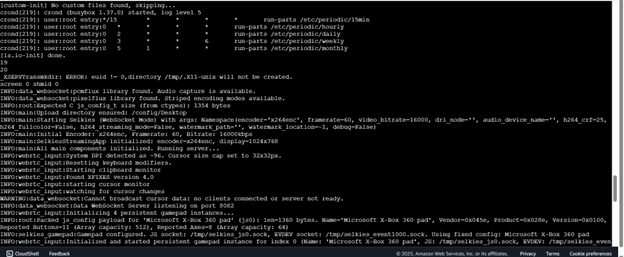 [custom-init] No custom files found, skipping...
crond[219]: crond (busybox 1.37.0) started, log level 5
crond[219]: user:root entry:*/15 * * * * run-parts /etc/periodic/15min
crond[219]: user:root entry:0 * * * * run-parts /etc/periodic/hourly
crond[219]: user:root entry:0 2 * * * run-parts /etc/periodic/daily
crond[219]: user:root entry:0 3 * * 6 run-parts /etc/periodic/weekly
crond[219]: user:root entry:0 5 1 * * run-parts /etc/periodic/monthly
[ls.io-init] done.
19
20
_XSERVTransmkdir: ERROR: euid != 0,directory /tmp/.X11-unix will not be created.
screen 0 shmid 0
INFO:data_websocket:pcmflux library found. Audio capture is available.
INFO:data_websocket:pixelflux library found. Striped encoding modes available.
INFO:root:Expected C js_config_t size (from ctypes): 1354 bytes
INFO:main:Upload directory ensured: /config/Desktop
INFO:main:Starting Selkies (WebSocket Mode) with args: Namespace(encoder='x264enc', framerate=60, video_bitrate=16000, dri_node='', audio_device_name='', h264_crf=25,
h264_fullcolor=False, h264_streaming_mode=False, watermark_path='', watermark_location=-1, debug=False)
INFO:main:Initial Encoder: x264enc, Framerate: 60, Bitrate: 16000kbps
INFO:main:SelkiesStreamingApp initialized: encoder=x264enc, display=1024x768
INFO:main:All main components initialized. Running server...
INFO:webrtc_input:System DPI detected as ~96. Cursor size cap set to 32x32px.
INFO:webrtc_input:Resetting keyboard modifiers.
INFO:webrtc_input:Starting clipboard monitor
INFO:webrtc_input:Found XFIXES version 4.0
INFO:webrtc_input:starting cursor monitor
INFO:webrtc_input:watching for cursor changes
WARNING:data_websocket:Cannot broadcast cursor data: no clients connected or server not ready.
INFO:data_websocket:Data WebSocket Server listening on port 8082
INFO:webrtc_input:Initializing 4 persistent gamepad instances...
INFO:webrtc_input:Packed js_config payload for 'Microsoft X-Box 360 pad' (js0): len=1360 bytes. Name='Microsoft X-Box 360 pad', Vendor=0x045e, Product=0x028e, Version=0x0100,
Reported Buttons=11 (Array capacity: 512), Reported Axes=8 (Array capacity: 64)
INFO:selkies_gamepad:Gamepad configured. JS socket: /tmp/selkies_js0.sock, EVDEV socket: /tmp/selkies_event1000.sock. Using fixed config: Microsoft X-Box 360 pad
INFO:webrtc_input:Initialized and started persistent gamepad instance for index 0 (Name: 'Microsoft X-Box 360 pad', JS: /tmp/selkies_js0.sock, EVDEV: /tmp/selkies_even
CloudShell Feedback © 2025, Amazon Web Services, Inc. or its affiliates. Privacy Terms Cookie preferences